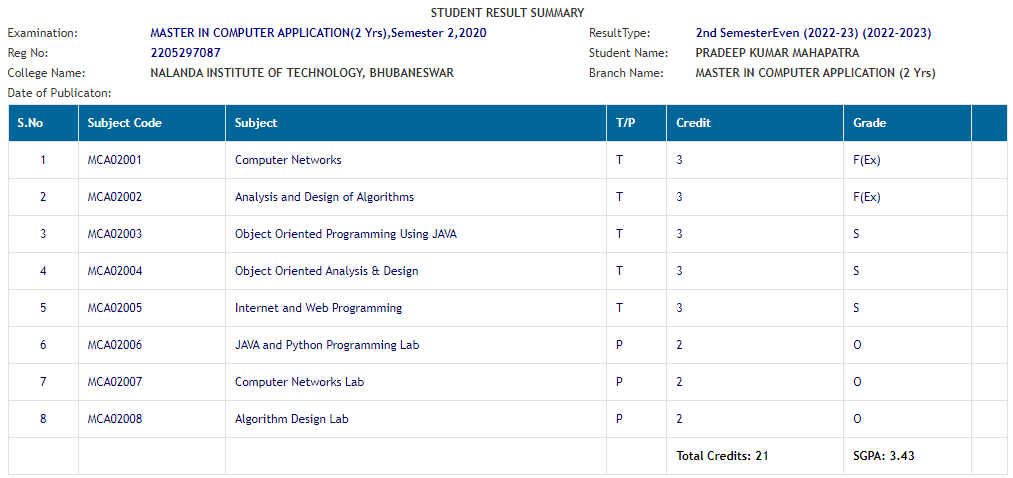 STUDENT RESULT SUMMARY
Examination: MASTER IN COMPUTER APPLICATION(2 Yrs),Semester 2,2020 ResultType: 2nd SemesterEven (2022-23) (2022-2023)
Reg No: 2205297087 Student Name: PRADEEP KUMAR MAHAPATRA
College Name: NALANDA INSTITUTE OF TECHNOLOGY, BHUBANESWAR Branch Name: MASTER IN COMPUTER APPLICATION (2 Yrs)
Date of Publicaton:
S.No Subject Code Subject T/P Credit Grade
1 MCA02001 Computer Networks T 3 F(Ex)
2 MCA02002 Analysis and Design of Algorithms T 3 F(Ex)
3 MCA02003 Object Oriented Programming Using JAVA T 3 S
4 MCA02004 Object Oriented Analysis & Design T 3 S
5 MCA02005 Internet and Web Programming T 3 S
6 MCA02006 JAVA and Python Programming Lab P 2 O
7 MCA02007 Computer Networks Lab P 2 O
8 MCA02008 Algorithm Design Lab P 2 O
Total Credits: 21 SGPA: 3.43